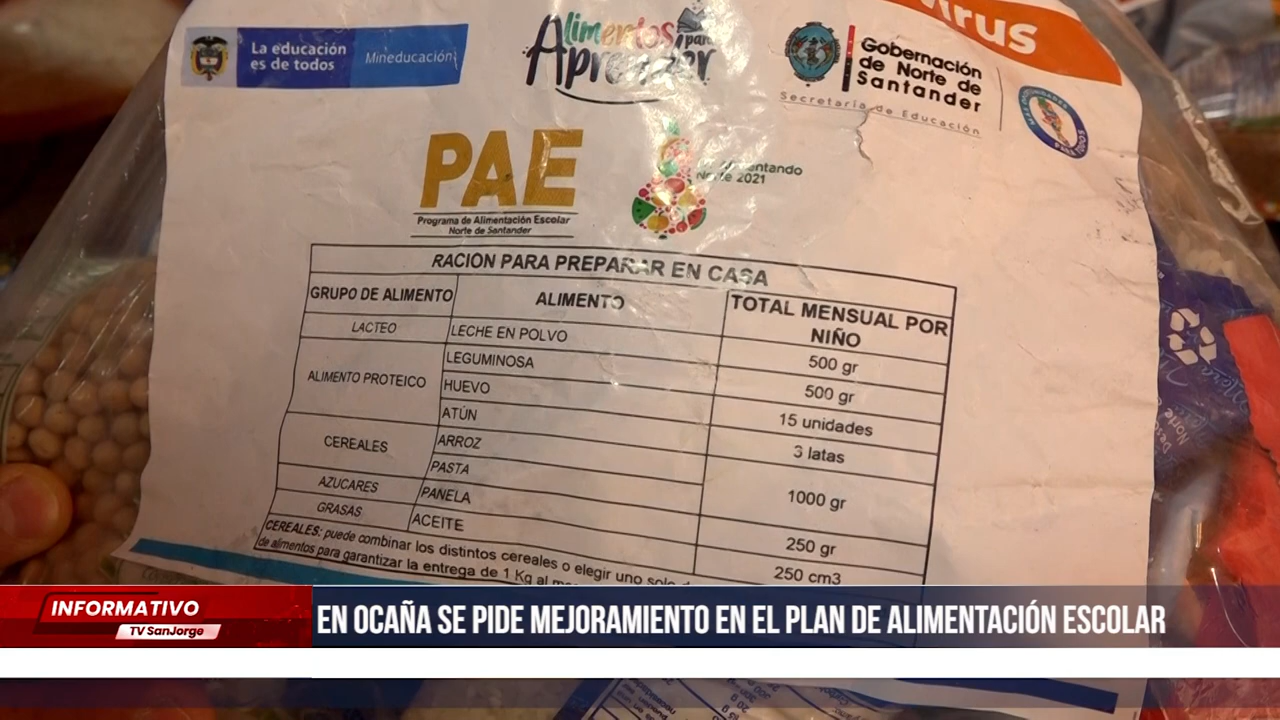 La educación
es de todos
Mineducación
Alimentos para
Aprender
Gobernación
de Norte de
Santander
Secretaría de Educación
irus
PAE
Programa de Alimentación Escolar
Norte de Santander
Norte 2021
RACION PARA PREPARAR EN CASA
GRUPO DE ALIMENTO ALIMENTO TOTAL MENSUAL POR NIÑO
LACTEO LECHE EN POLVO 500 gr
ALIMENTO PROTEICO LEGUMINOSA 500 gr
HUEVO 15 unidades
ATÚN 3 latas
CEREALES ARROZ 1000 gr
PASTA
AZUCARES PANELA 250 gr
GRASAS ACEITE 250 cm3
CEREALES: puede combinar los distintos cereales o elegir uno solo
de alimentos para garantizar la entrega de 1 Kg al
INFORMATIVO
TV SanJorge
EN OCAÑA SE PIDE MEJORAMIENTO EN EL PLAN DE ALIMENTACIÓN ESCOLAR